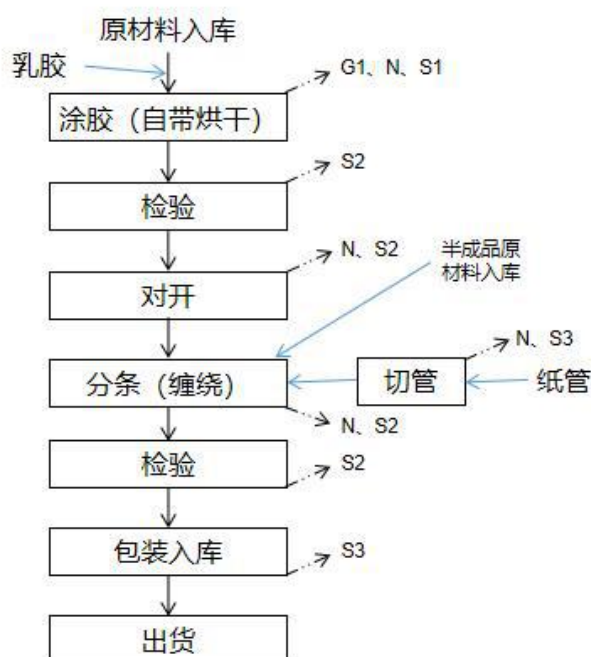 原材料入库
乳胶
G1、N、S1
涂胶（自带烘干）
S2
检验
N、S2
对开
半成品原
材料入库
N、S3
分条（缠绕）
切管
纸管
N、S2
检验
S2
包装入库
S3
出货